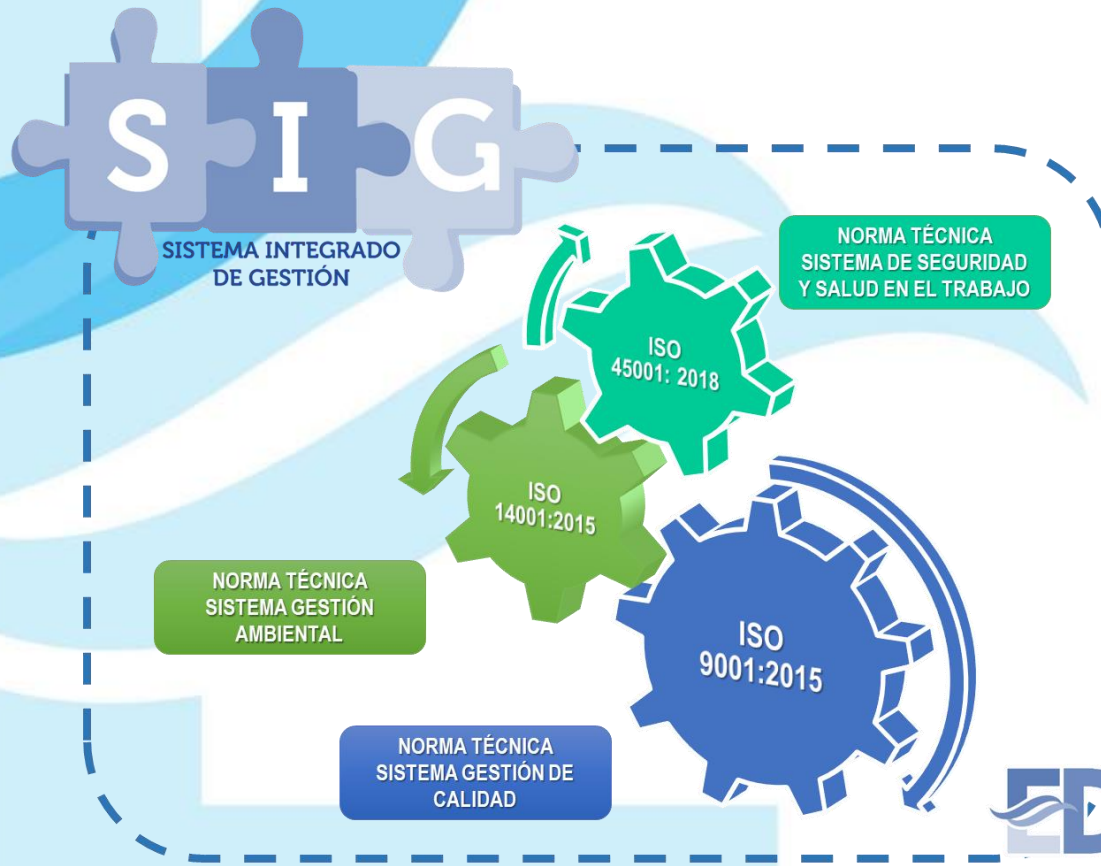 SIG
SISTEMA INTEGRADO
DE GESTIÓN
NORMA TÉCNICA
SISTEMA DE SEGURIDAD
Y SALUD EN EL TRABAJO
ISO
45001: 2018
ISO
14001:2015
NORMA TÉCNICA
SISTEMA GESTIÓN
AMBIENTAL
ISO
9001:2015
NORMA TÉCNICA
SISTEMA GESTIÓN DE
CALIDAD